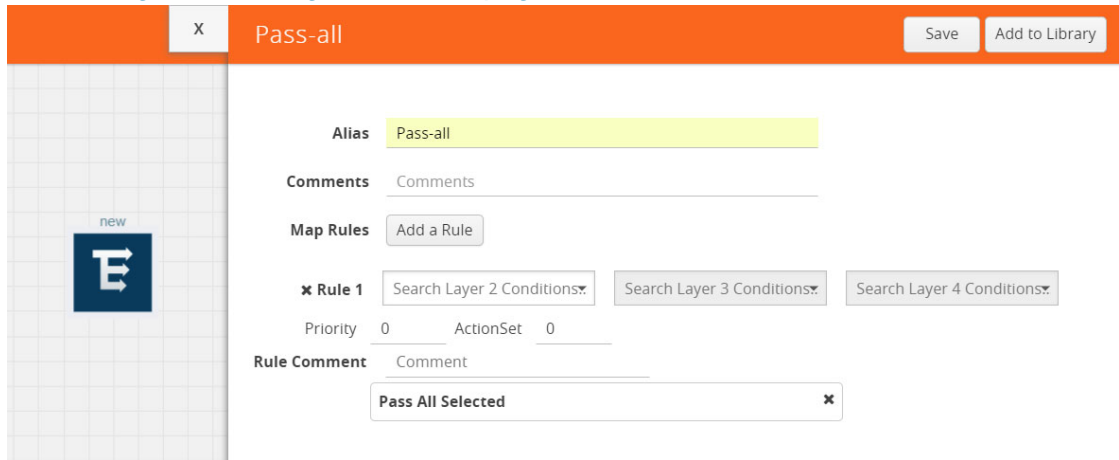 X
Pass-all
Save
Add to Library
Alias Pass-all
Comments Comments
new
Map Rules Add a Rule
✖ Rule 1 Search Layer 2 Conditions... Search Layer 3 Conditions... Search Layer 4 Conditions...
Priority 0 ActionSet 0
Rule Comment Comment
Pass All Selected ✖